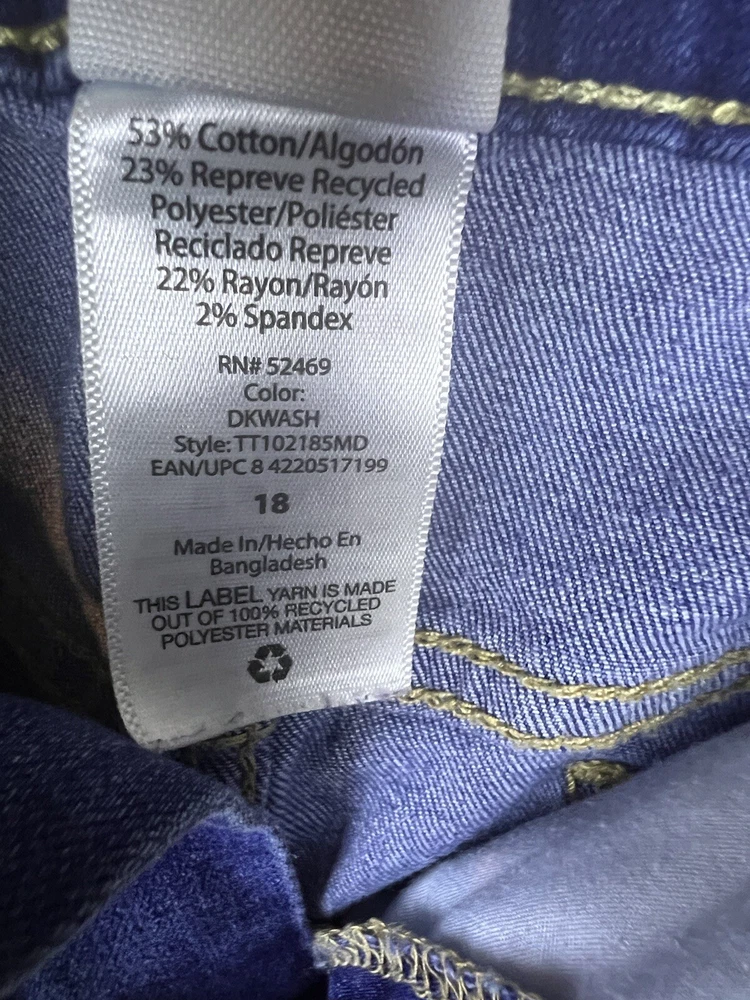 53% Cotton/Algodón
23% Repreve Recycled
Polyester/Poliéster
Reciclado Repreve
22% Rayon/Rayón
2% Spandex
RN# 52469
Color:
DKWASH
Style: TT102185MD
EAN/UPC 8 4220517199
18
Made In/Hecho En
Bangladesh
THIS LABEL YARN IS MADE
OUT OF 100% RECYCLED
POLYESTER MATERIALS